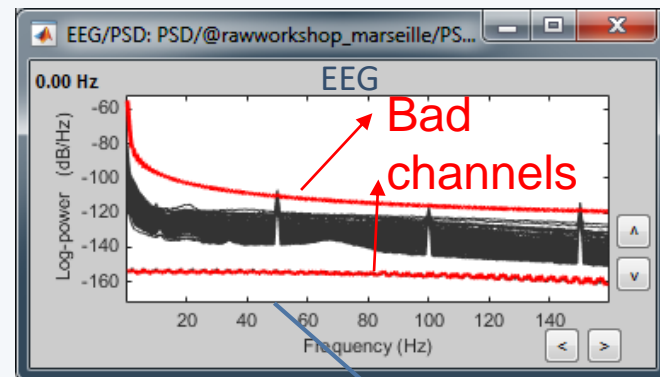 EEG/PSD: PSD/@rawworkshop_marseille/PS...
0.00 Hz
EEG
Bad
channels
Log-power (dB/Hz)
-60
-80
-100
-120
-140
-160
20 40 60 80 100 120 140
Frequency (Hz)